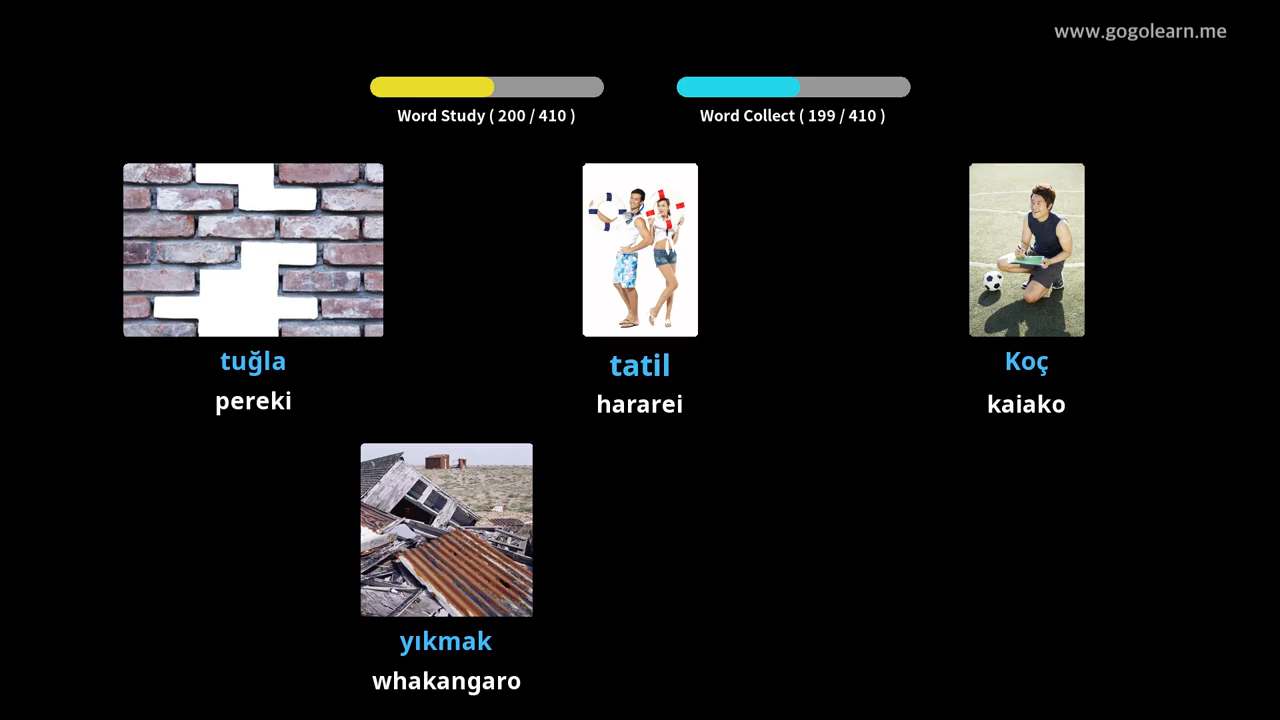 www.gogolearn.me
Word Study ( 200 / 410 )
Word Collect ( 199 / 410 )
tuğla
pereki
tatil
hararei
Koç
kaiako
yıkmak
whakangaro